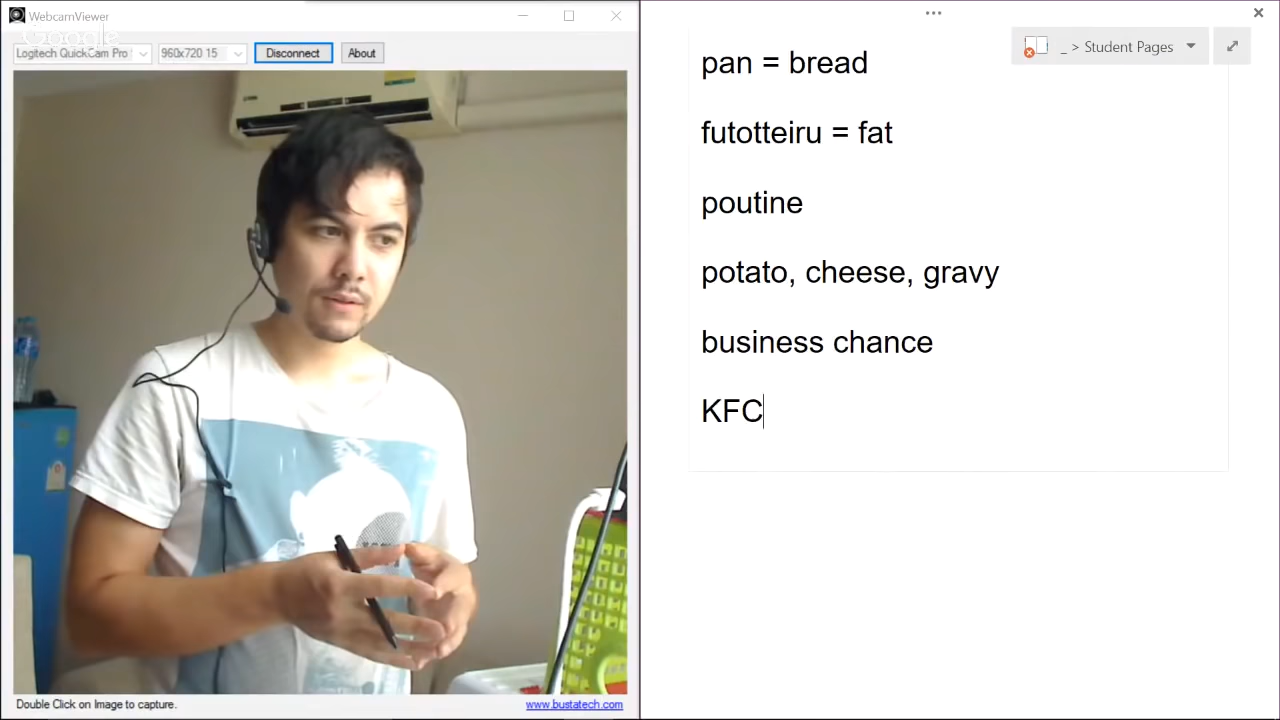 WebcamViewer
Google
Logitech QuickCam Pro
960x720 15
Disconnect
About
Double Click on Image to capture.
www.bustatech.com
_ > Student Pages
pan = bread
futotteiru = fat
poutine
potato, cheese, gravy
business chance
KFC